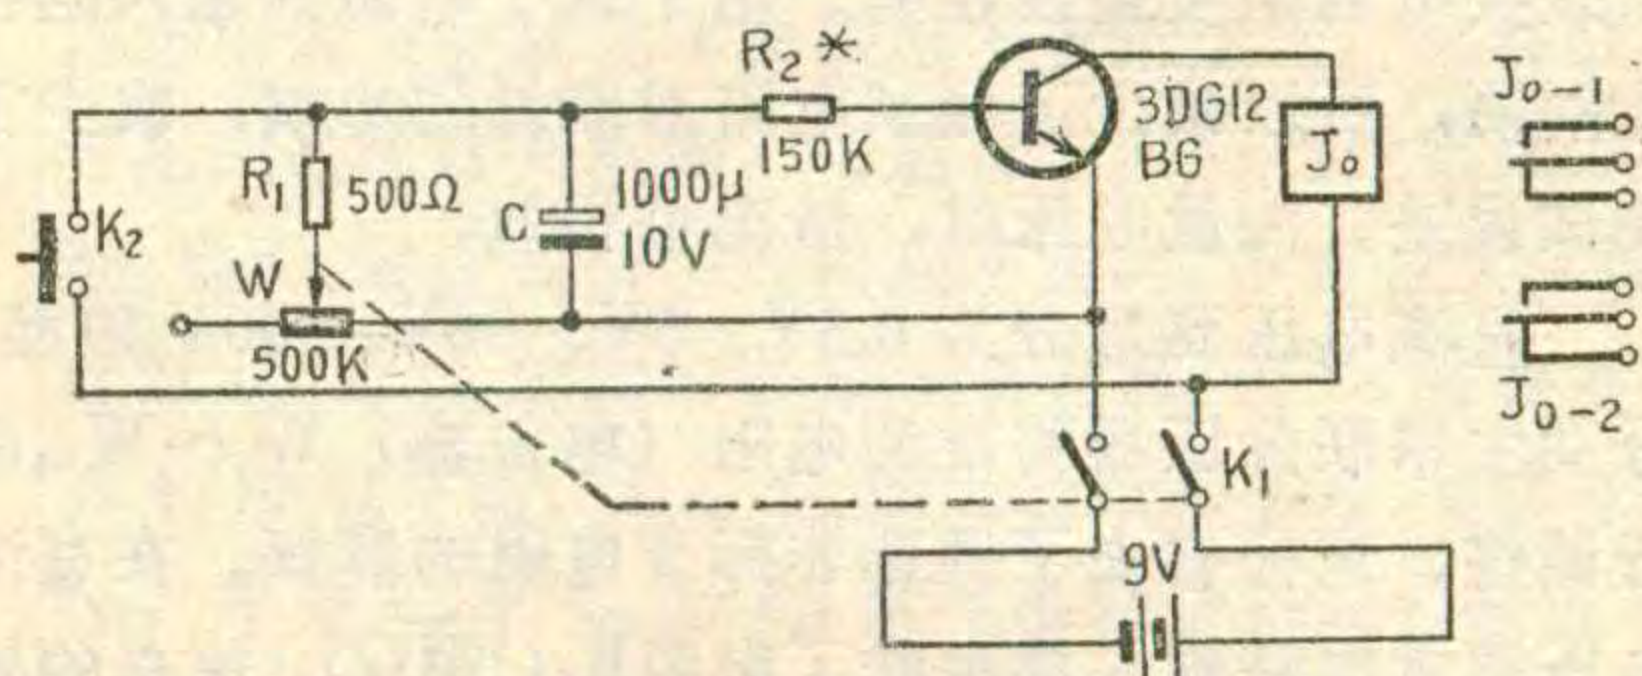 R₂*
150K
3DG12
BG
J₀
J₀-1
J₀-2
R₁
500Ω
C
1000μ
10V
K₂
W
500K
K₁
9V